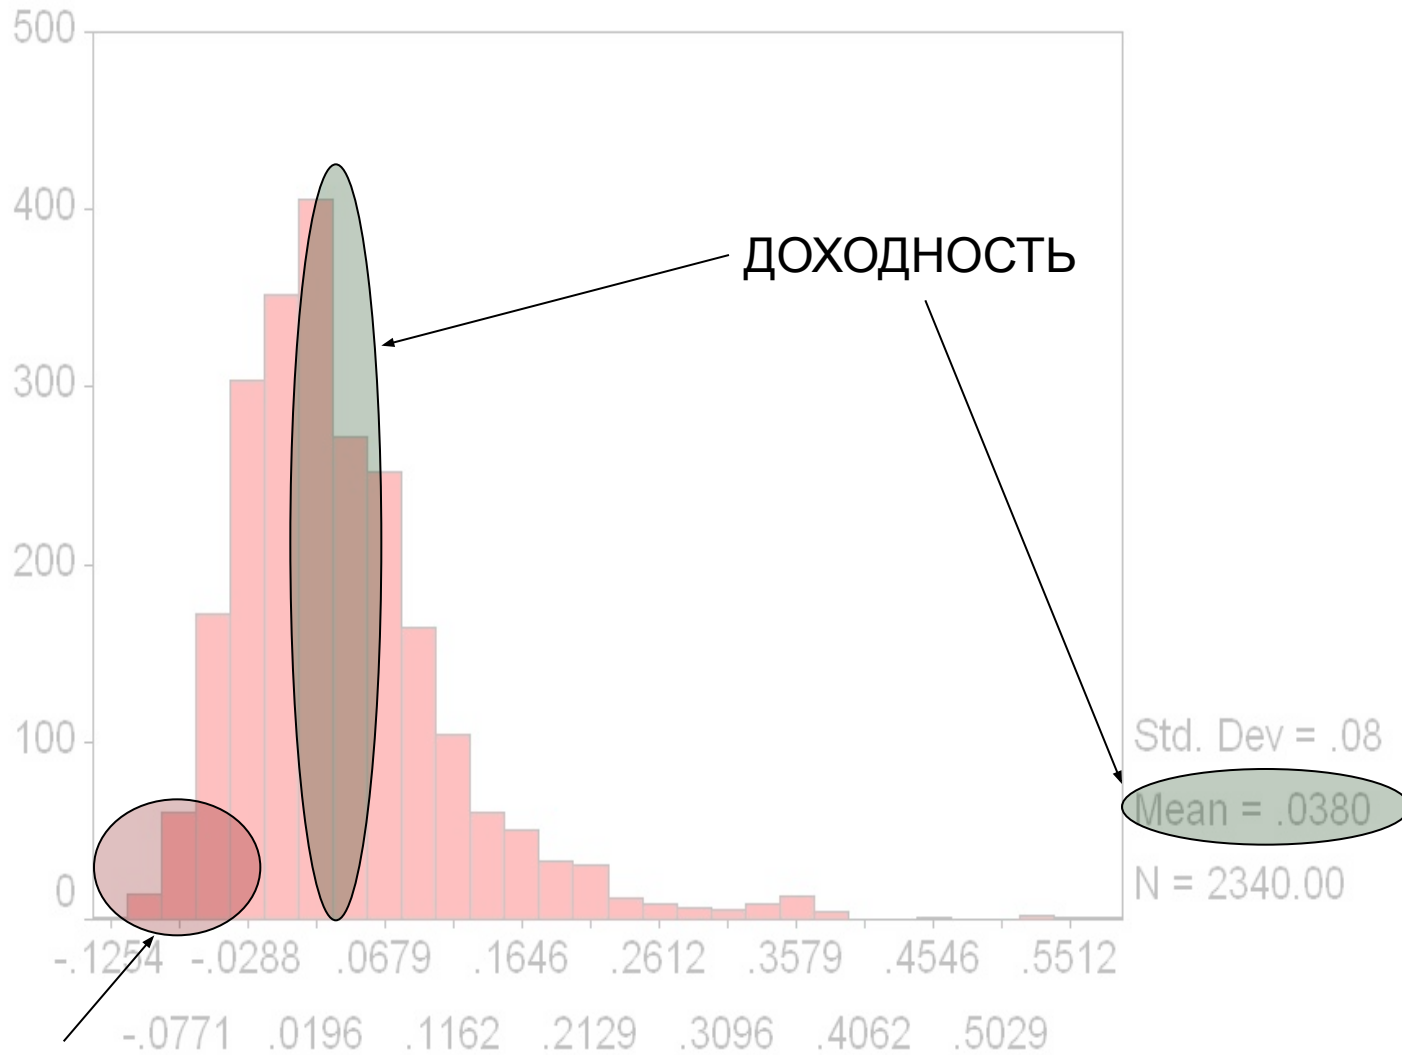 500
400
300
200
100
0
ДОХОДНОСТЬ
Std. Dev = .08
Mean = .0380
N = 2340.00
-.1254 -.0288 .0679 .1646 .2612 .3579 .4546 .5512
-.0771 .0196 .1162 .2129 .3096 .4062 .5029